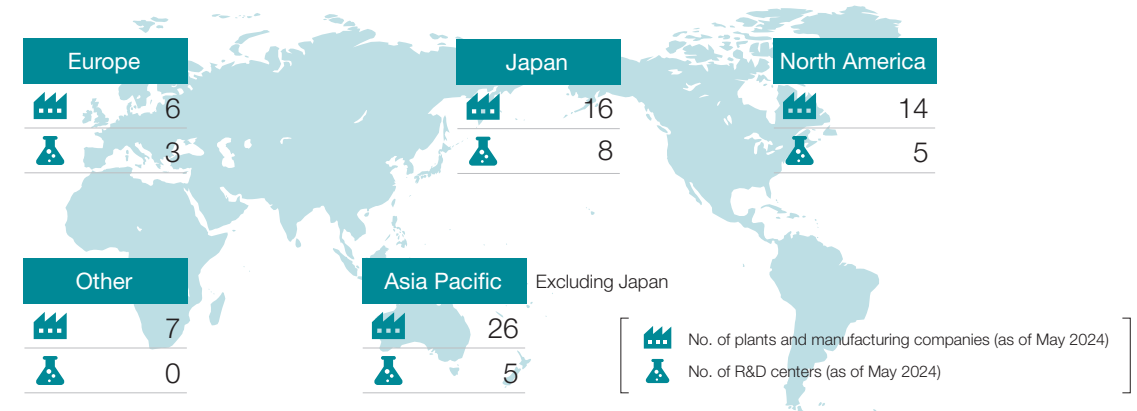 Europe
6
3
Japan
16
8
North America
14
5
Other
7
0
Asia Pacific
Excluding Japan
26
5
No. of plants and manufacturing companies (as of May 2024)
No. of R&D centers (as of May 2024)